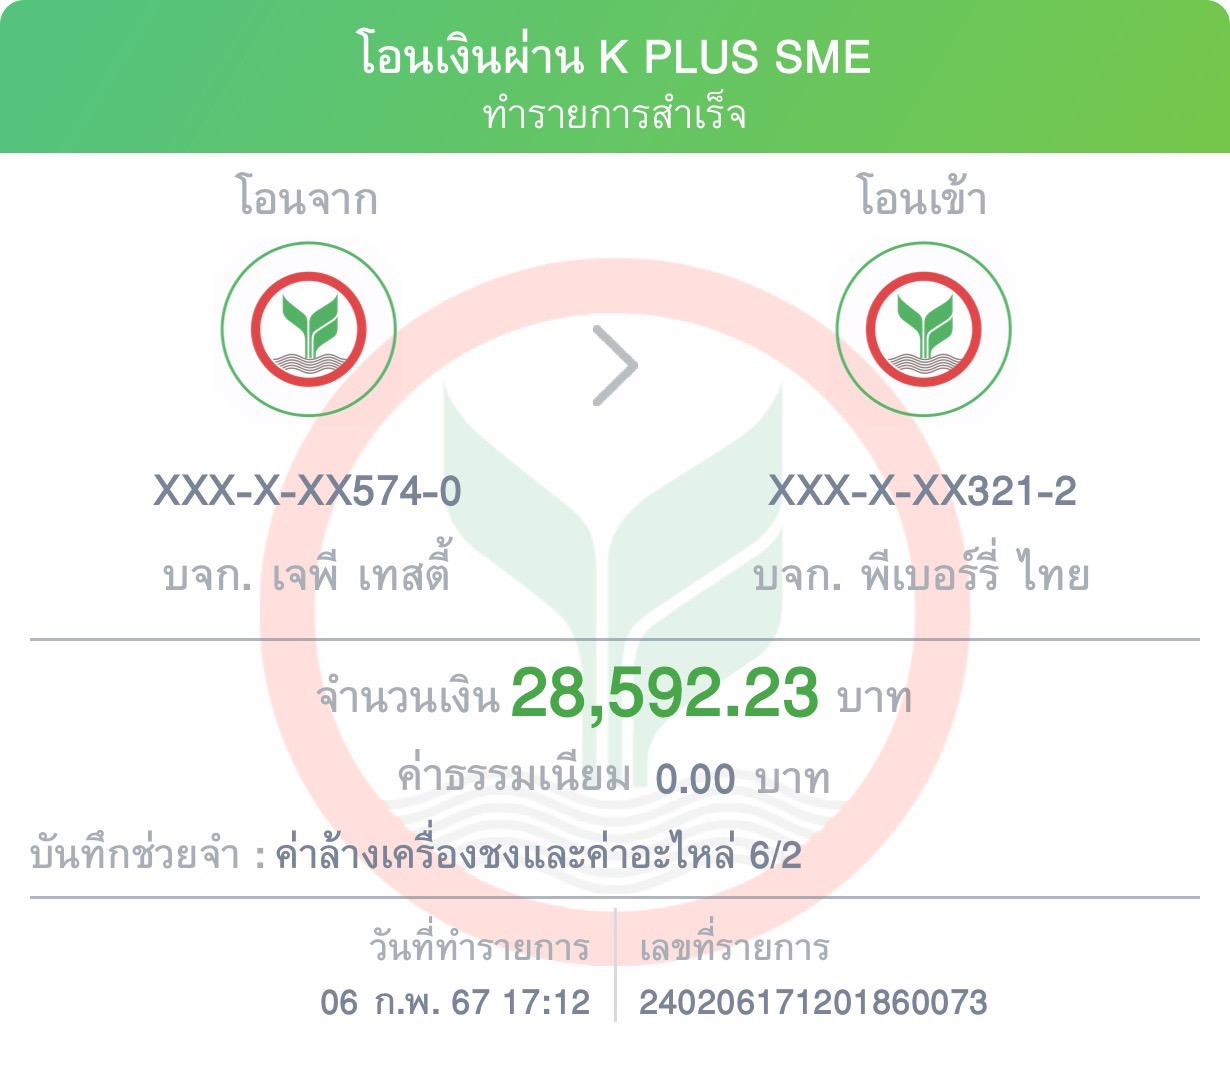 โอนเงินผ่าน K PLUS SME
ทำรายการสำเร็จ
โอนจาก
โอนเข้า
XXX-X-XX574-0
XXX-X-XX321-2
บจก. เจพี เทสตี้
บจก. พีเบอร์รี่ ไทย
จำนวนเงิน 28,592.23 บาท
ค่าธรรมเนียม 0.00 บาท
บันทึกช่วยจำ : ค่าล้างเครื่องชงและค่าอะไหล่ 6/2
วันที่ทำรายการ
เลขที่รายการ
06 ก.พ. 67 17:12
240206171201860073